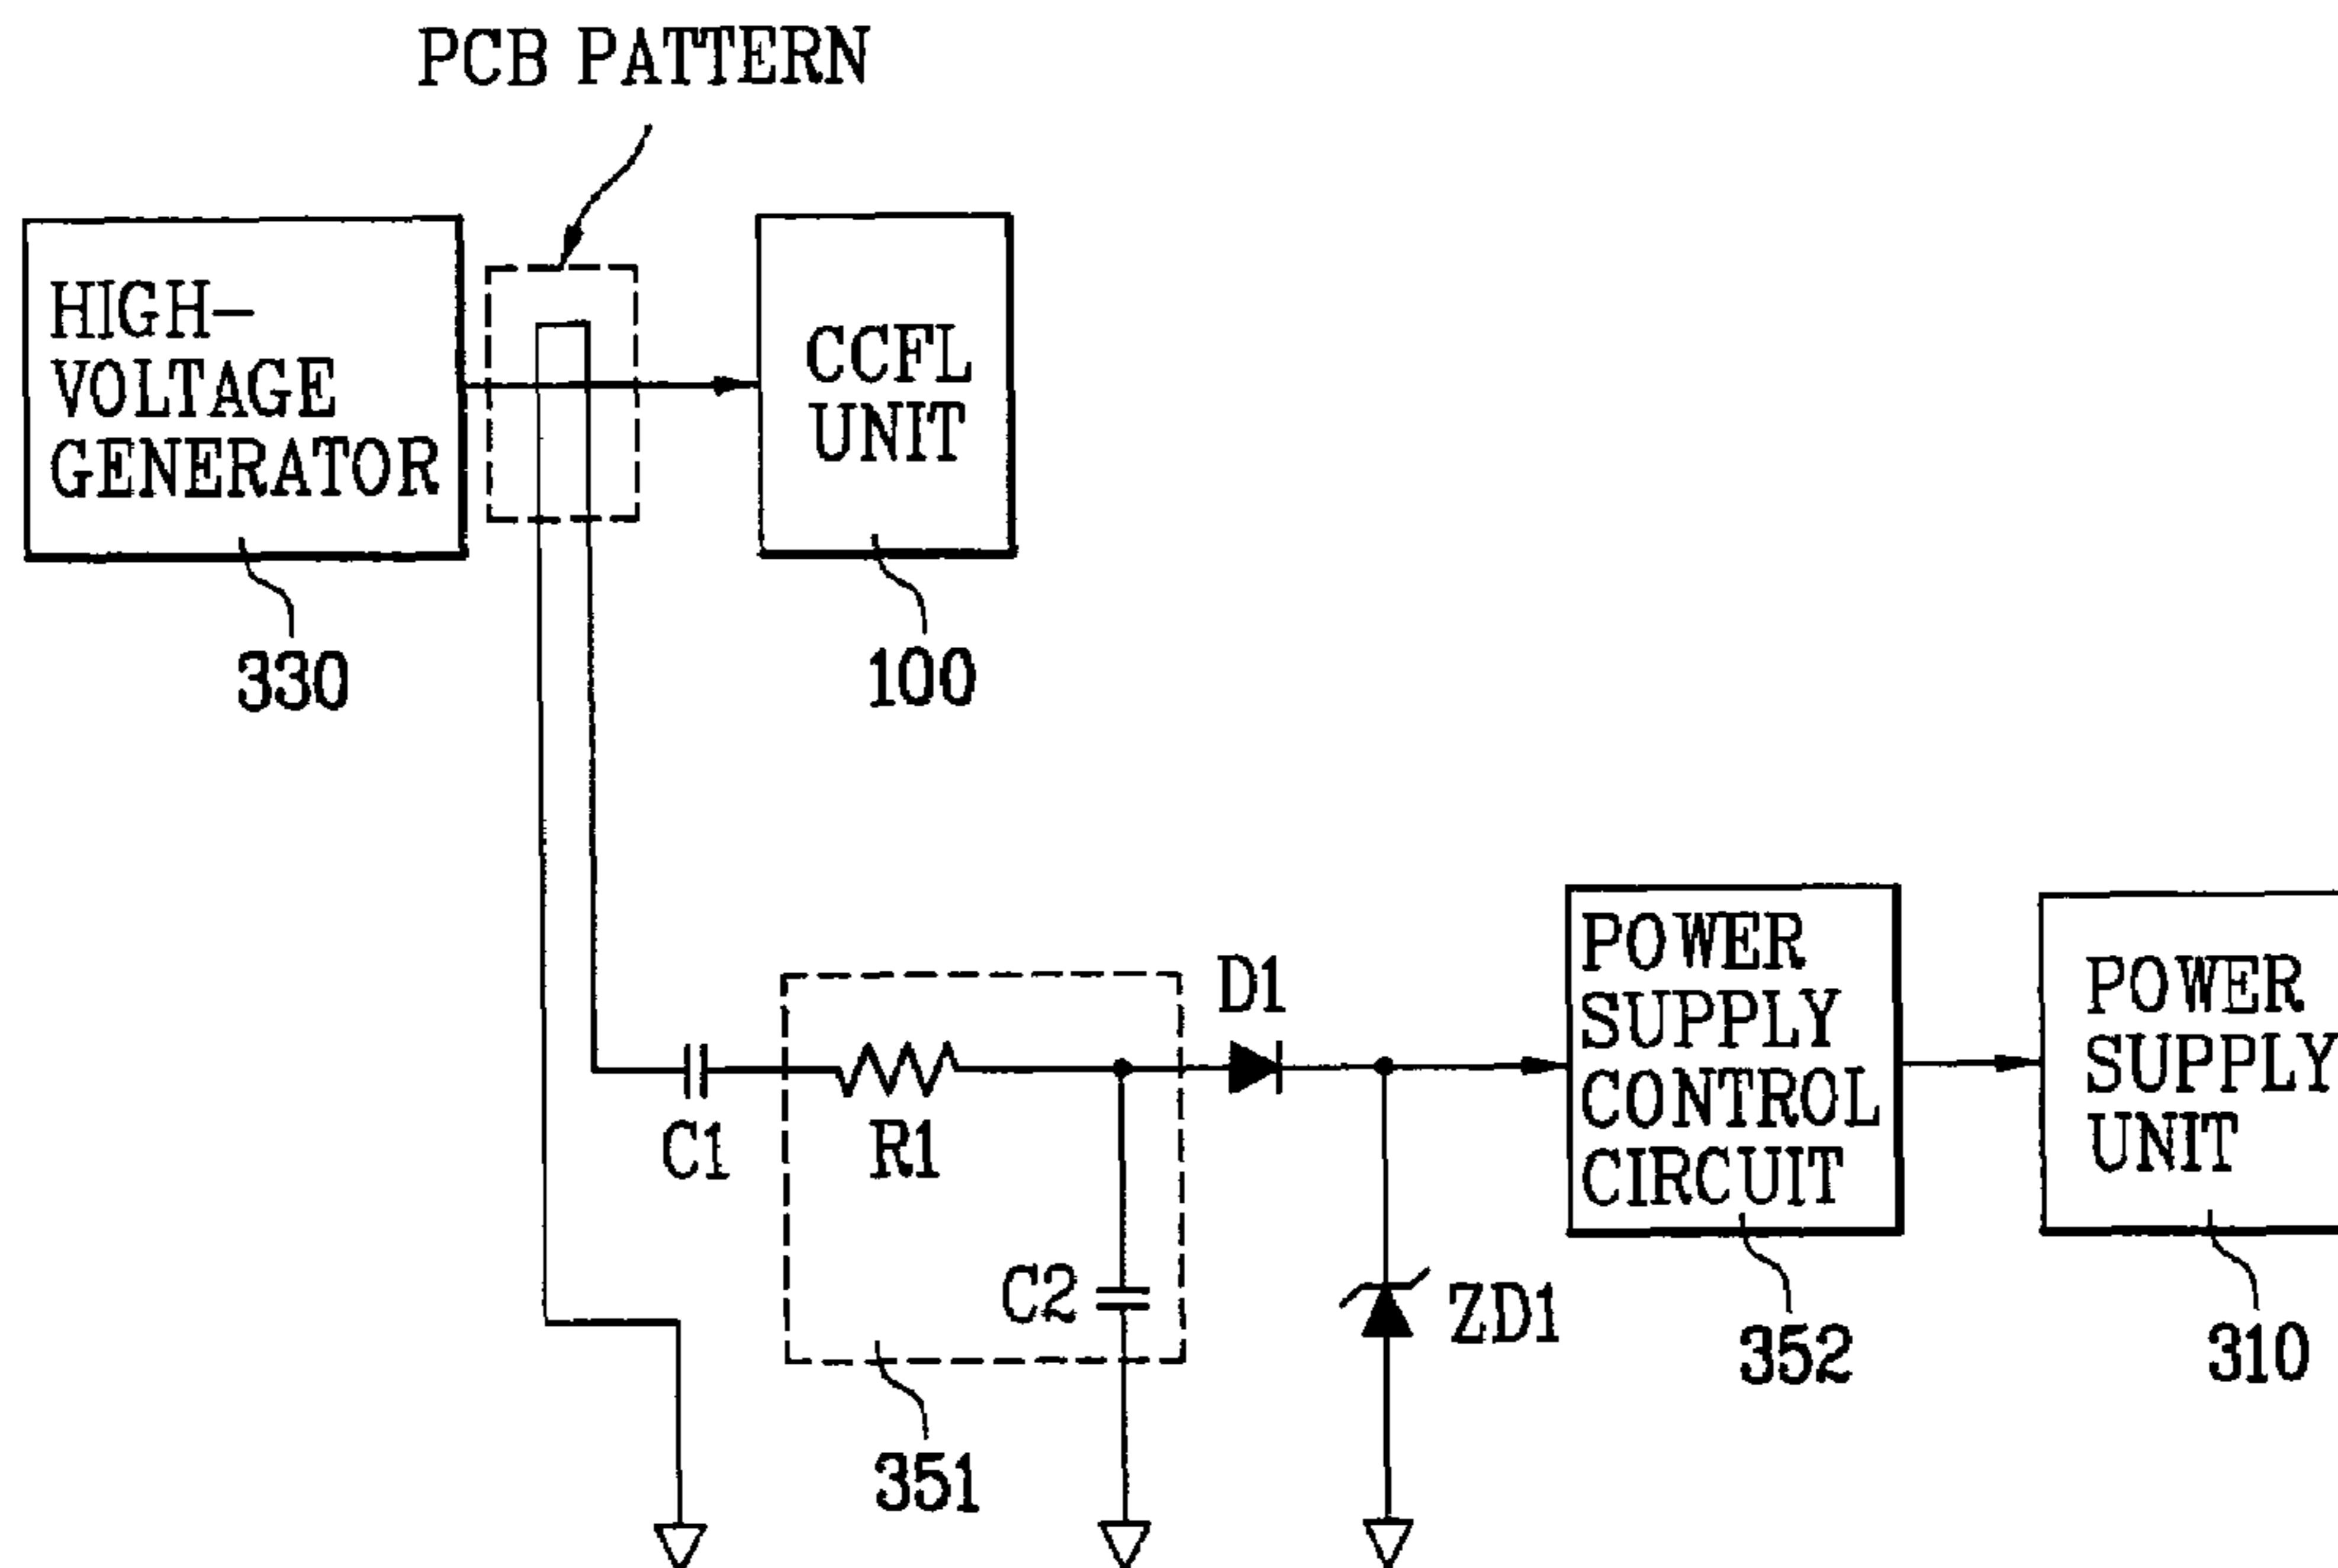 PCB PATTERN
HIGH-
VOLTAGE
GENERATOR
CCFL
UNIT
330
100
D1
POWER
SUPPLY
CONTROL
CIRCUIT
POWER
SUPPLY
UNIT
C1
R1
C2
ZD1
352
310
351